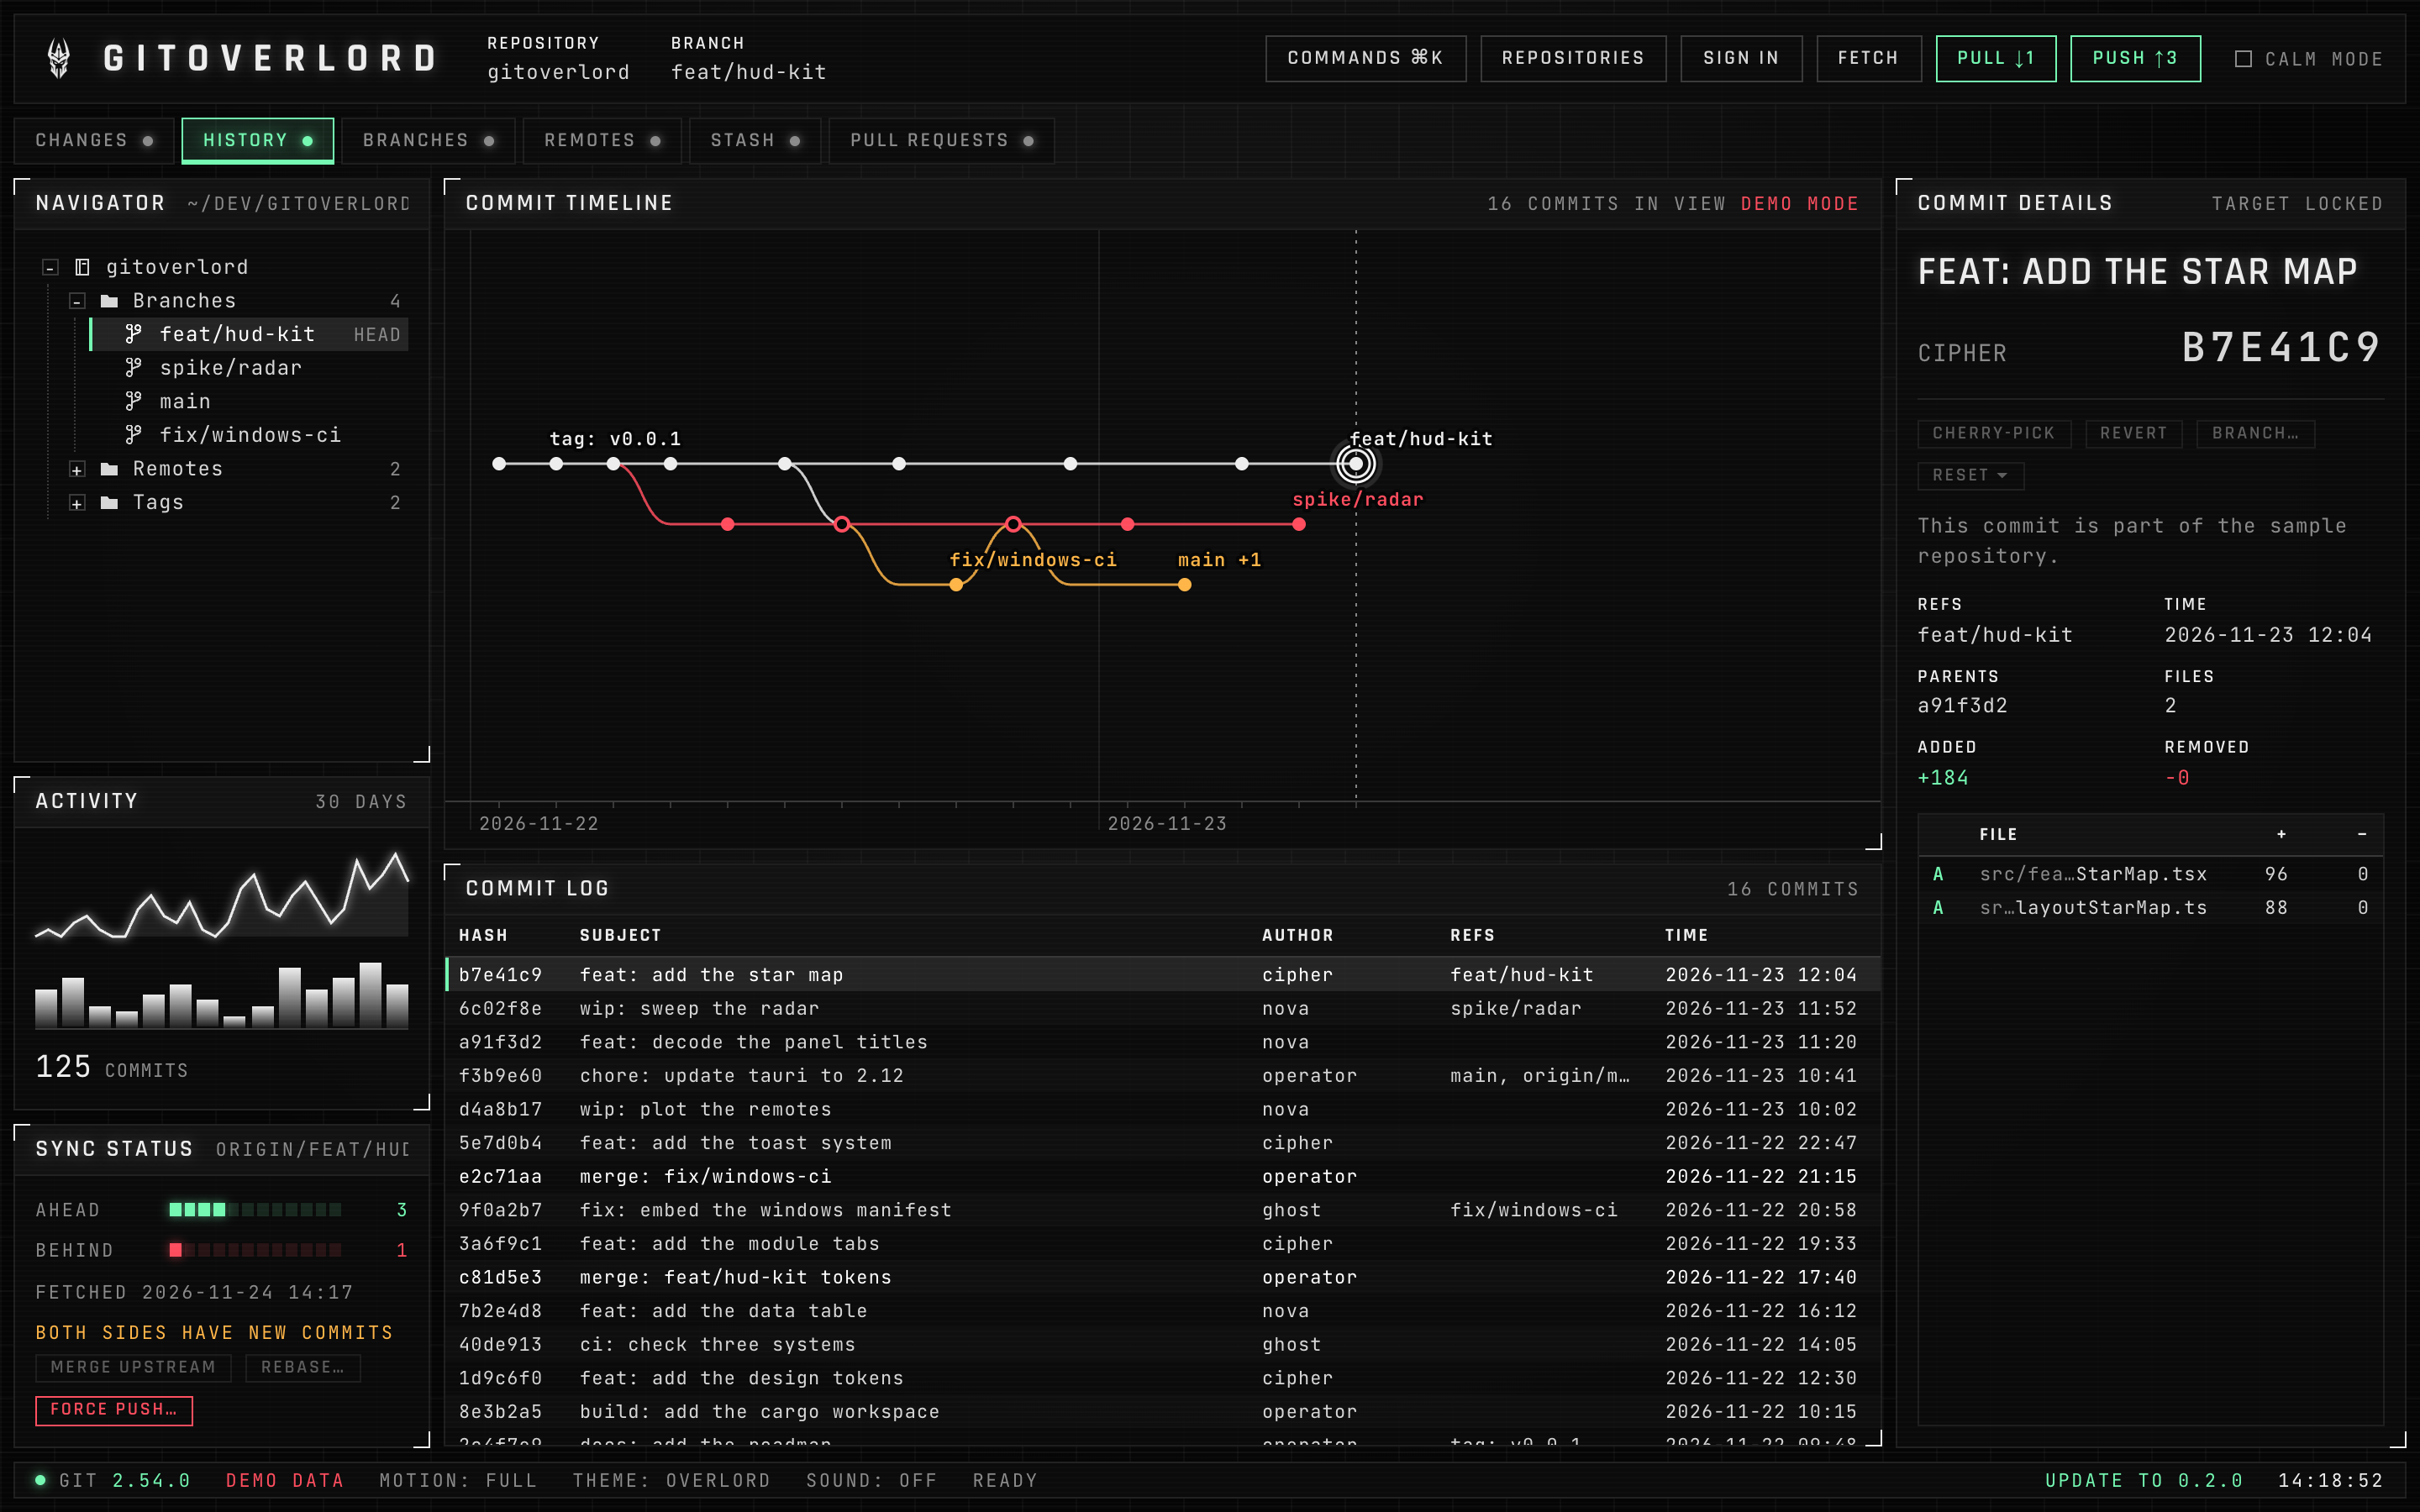 GITOVERLORD
REPOSITORY
gitoverlord
BRANCH
feat/hud-kit
COMMANDS ⌘K
REPOSITORIES
SIGN IN
FETCH
PULL ↓1
PUSH ↑3
CALM MODE
CHANGES
HISTORY
BRANCHES
REMOTES
STASH
PULL REQUESTS
NAVIGATOR ~/DEV/GITOVERLORD
gitoverlord
Branches 4
feat/hud-kit HEAD
spike/radar
main
fix/windows-ci
Remotes 2
Tags 2
ACTIVITY 30 DAYS
125 COMMITS
SYNC STATUS ORIGIN/FEAT/HUD
AHEAD 3
BEHIND 1
FETCHED 2026-11-24 14:17
BOTH SIDES HAVE NEW COMMITS
MERGE UPSTREAM REBASE…
FORCE PUSH…
COMMIT TIMELINE 16 COMMITS IN VIEW DEMO MODE
tag: v0.0.1
feat/hud-kit
spike/radar
fix/windows-ci
main +1
2026-11-22
2026-11-23
COMMIT LOG 16 COMMITS
HASH SUBJECT AUTHOR REFS TIME
b7e41c9 feat: add the star map cipher feat/hud-kit 2026-11-23 12:04
6c02f8e wip: sweep the radar nova spike/radar 2026-11-23 11:52
a91f3d2 feat: decode the panel titles nova 2026-11-23 11:20
f3b9e60 chore: update tauri to 2.12 operator main, origin/m… 2026-11-23 10:41
d4a8b17 wip: plot the remotes nova 2026-11-23 10:02
5e7d0b4 feat: add the toast system cipher 2026-11-22 22:47
e2c71aa merge: fix/windows-ci operator 2026-11-22 21:15
9f0a2b7 fix: embed the windows manifest ghost fix/windows-ci 2026-11-22 20:58
3a6f9c1 feat: add the module tabs cipher 2026-11-22 19:33
c81d5e3 merge: feat/hud-kit tokens operator 2026-11-22 17:40
7b2e4d8 feat: add the data table nova 2026-11-22 16:12
40de913 ci: check three systems ghost 2026-11-22 14:05
1d9c6f0 feat: add the design tokens cipher 2026-11-22 12:30
8e3b2a5 build: add the cargo workspace operator 2026-11-22 10:15
docs: add the roadmap operator tag: v0.0.1 2026-11-22 09:48
COMMIT DETAILS TARGET LOCKED
FEAT: ADD THE STAR MAP
CIPHER B7E41C9
CHERRY-PICK REVERT BRANCH…
RESET
This commit is part of the sample
repository.
REFS TIME
feat/hud-kit 2026-11-23 12:04
PARENTS FILES
a91f3d2 2
ADDED REMOVED
+184 -0
FILE + −
A src/fea…StarMap.tsx 96 0
A sr…layoutStarMap.ts 88 0
GIT 2.54.0 DEMO DATA MOTION: FULL THEME: OVERLORD SOUND: OFF READY
UPDATE TO 0.2.0 14:18:52